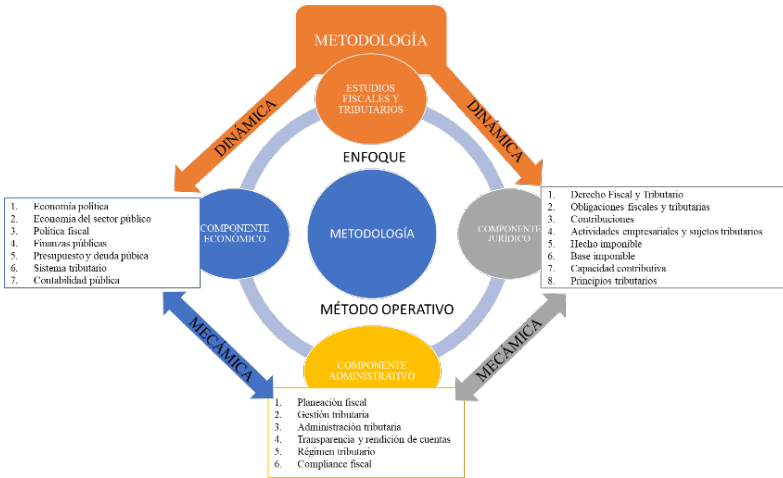 METODOLOGÍA
ESTUDIOS
FISCALES Y
TRIBUTARIOS
DINÁMICA
DINÁMICA
ENFOQUE
1. Economía política
2. Economía del sector público
3. Política fiscal
4. Finanzas públicas
5. Presupuesto y deuda púbica
6. Sistema tributario
7. Contabilidad pública
COMPONENTE
ECONÓMICO
METODOLOGÍA
COMPONENTE
JURÍDICO
1. Derecho Fiscal y Tributario
2. Obligaciones fiscales y tributarias
3. Contribuciones
4. Actividades empresariales y sujetos tributarios
5. Hecho imponible
6. Base imponible
7. Capacidad contributiva
8. Principios tributarios
MÉTODO OPERATIVO
MECÁMICA
MECÁMICA
COMPONENTE
ADMINISTRATIVO
1. Planeación fiscal
2. Gestión tributaria
3. Administración tributaria
4. Transparencia y rendición de cuentas
5. Régimen tributario
6. Compliance fiscal